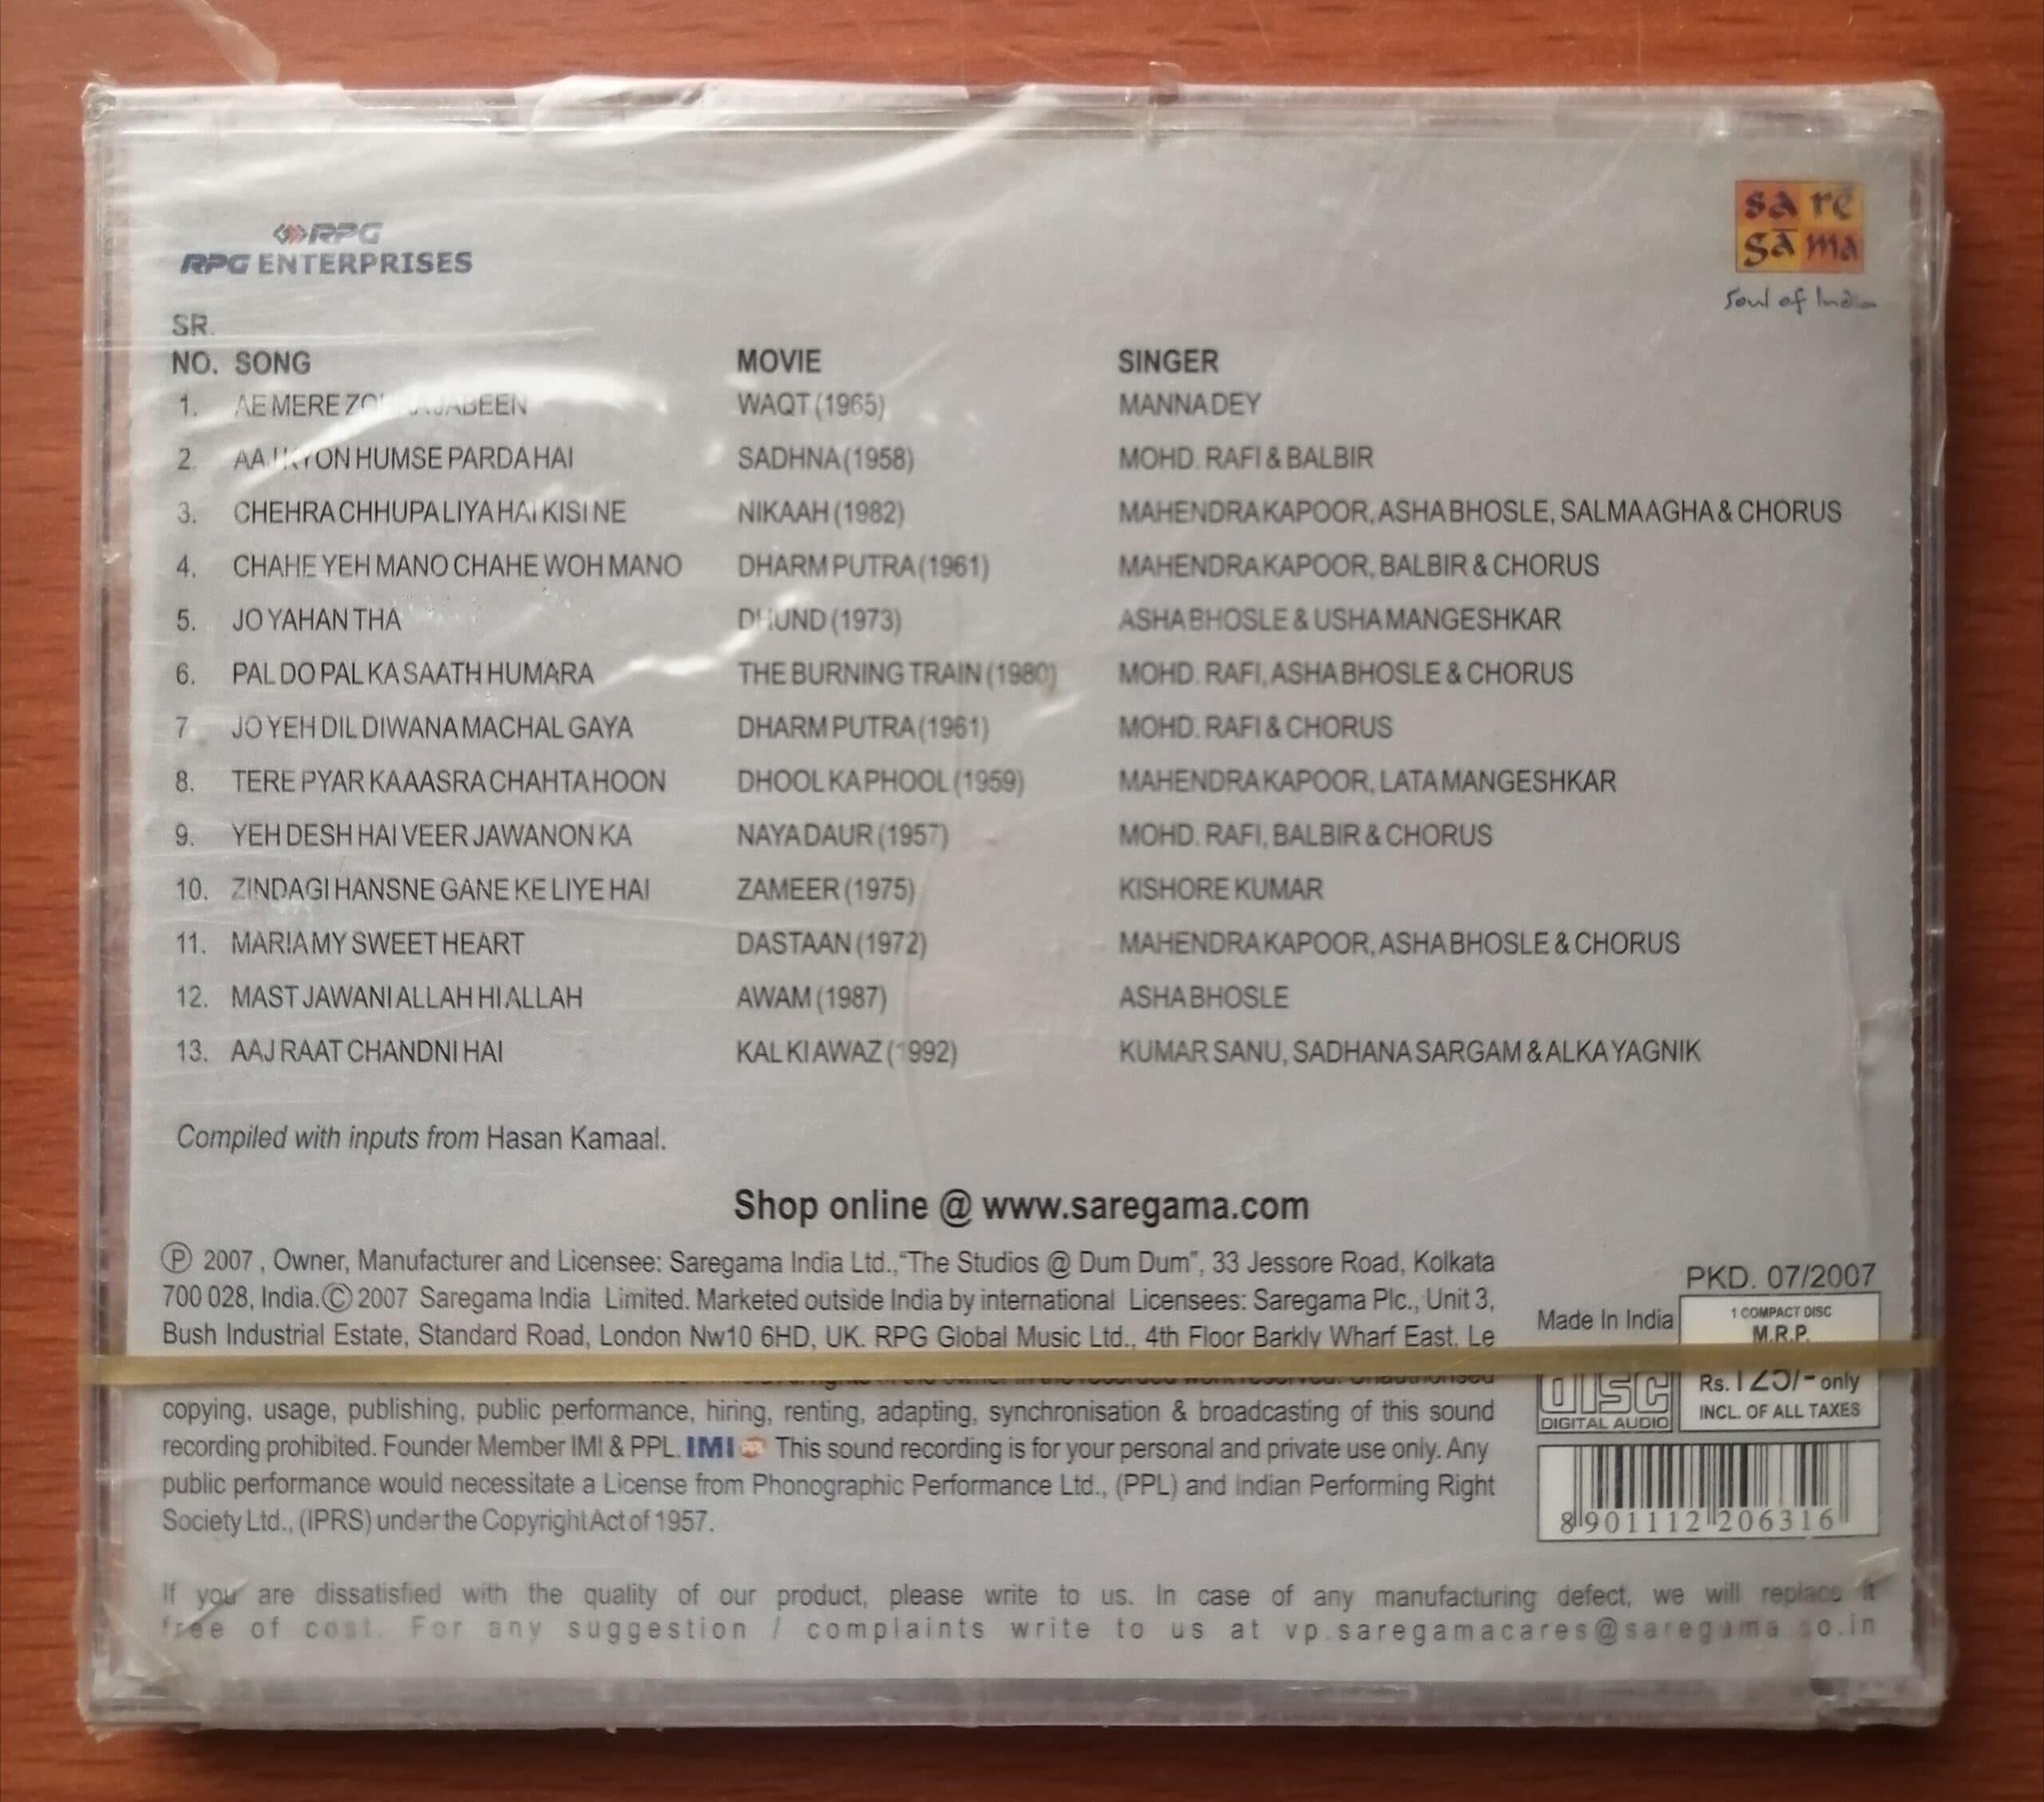 RPG
RPG ENTERPRISES
sa re
ga ma
Soul of India
SR.
NO. SONG MOVIE SINGER
1. AE MERE ZOHRA JABEEN WAQT (1965) MANNA DEY
2. AAJ KYON HUMSE PARDA HAI SADHNA (1958) MOHD. RAFI & BALBIR
3. CHEHRA CHHUPA LIYA HAI KISI NE NIKAAH (1982) MAHENDRA KAPOOR, ASHA BHOSLE, SALMA AGHA & CHORUS
4. CHAHE YEH MANO CHAHE WOH MANO DHARM PUTRA (1961) MAHENDRA KAPOOR, BALBIR & CHORUS
5. JO YAHAN THA DHUND (1973) ASHA BHOSLE & USHA MANGESHKAR
6. PAL DO PAL KA SAATH HUMARA THE BURNING TRAIN (1980) MOHD. RAFI, ASHA BHOSLE & CHORUS
7. JO YEH DIL DIWANA MACHAL GAYA DHARM PUTRA (1961) MOHD. RAFI & CHORUS
8. TERE PYAR KA AASRA CHAHTA HOON DHOOL KA PHOOL (1959) MAHENDRA KAPOOR, LATA MANGESHKAR
9. YEH DESH HAI VEER JAWANON KA NAYA DAUR (1957) MOHD. RAFI, BALBIR & CHORUS
10. ZINDAGI HANSNE GANE KE LIYE HAI ZAMEER (1975) KISHORE KUMAR
11. MARIA MY SWEET HEART DASTAAN (1972) MAHENDRA KAPOOR, ASHA BHOSLE & CHORUS
12. MAST JAWANI ALLAH HI ALLAH AWAM (1987) ASHA BHOSLE
13. AAJ RAAT CHANDNI HAI KAL KI AWAZ (1992) KUMAR SANU, SADHANA SARGAM & ALKA YAGNIK
Compiled with inputs from Hasan Kamaal.
Shop online @ www.saregama.com
Ⓟ 2007, Owner, Manufacturer and Licensee: Saregama India Ltd.,"The Studios @ Dum Dum", 33 Jessore Road, Kolkata
700 028, India.© 2007 Saregama India Limited. Marketed outside India by international Licensees: Saregama Plc., Unit 3,
Bush Industrial Estate, Standard Road, London Nw10 6HD, UK. RPG Global Music Ltd., 4th Floor Barkly Wharf East, Le
copying, usage, publishing, public performance, hiring, renting, adapting, synchronisation & broadcasting of this sound
recording prohibited. Founder Member IMI & PPL. IMI This sound recording is for your personal and private use only. Any
public performance would necessitate a License from Phonographic Performance Ltd., (PPL) and Indian Performing Right
Society Ltd., (IPRS) under the Copyright Act of 1957.
PKD. 07/2007
Made In India
1 COMPACT DISC
M.R.P.
Rs. 125/- only
INCL. OF ALL TAXES
disc
DIGITAL AUDIO
8 901112 206316
If you are dissatisfied with the quality of our product, please write to us. In case of any manufacturing defect, we will replace it
free of cost. For any suggestion / complaints write to us at vp.saregamacares@saregama.co.in